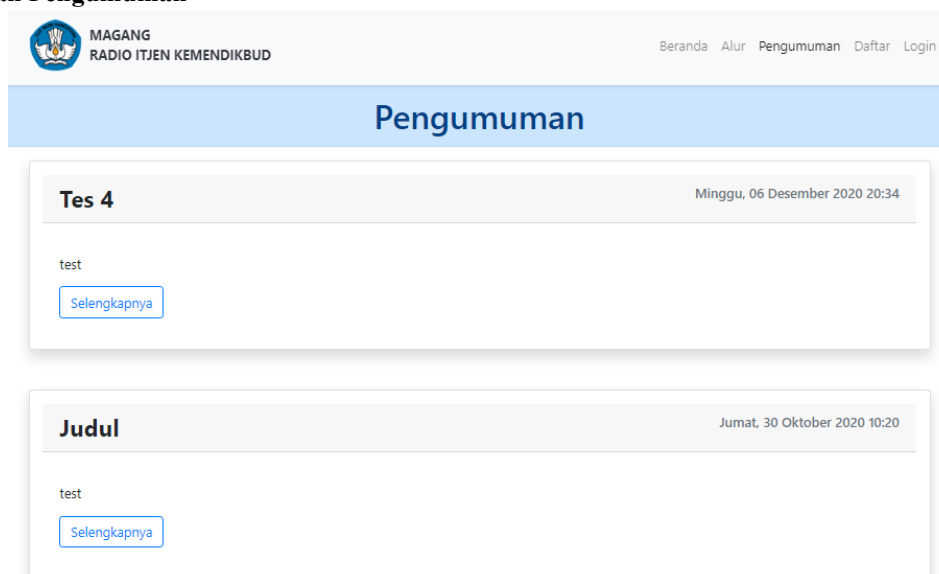 Pengumuman
MAGANG
RADIO ITJEN KEMENDIKBUD
Beranda Alur Pengumuman Daftar Login
Pengumuman
Tes 4
Minggu, 06 Desember 2020 20:34
test
Selengkapnya
Judul
Jumat, 30 Oktober 2020 10:20
test
Selengkapnya